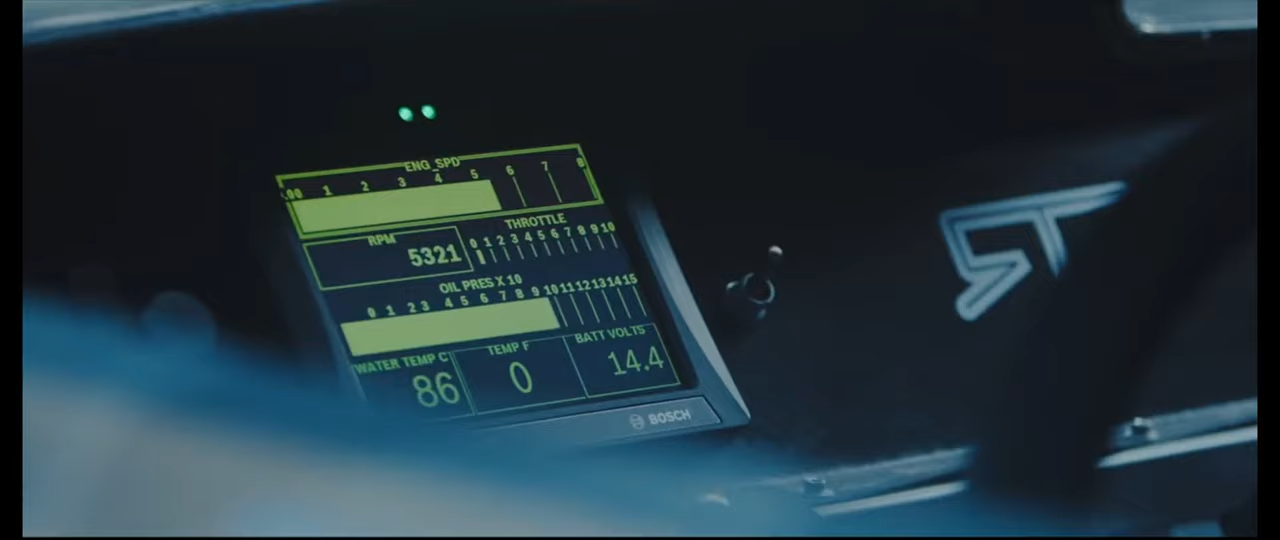 ENG_SPD
.00 1 2 3 4 5 6 7 8
RPM
5321
THROTTLE
0 1 2 3 4 5 6 7 8 9 10
OIL PRES X 10
0 1 2 3 4 5 6 7 8 9 10 11 12 13 14 15
WATER TEMP C
86
TEMP F
0
BATT VOLTS
14.4
BOSCH